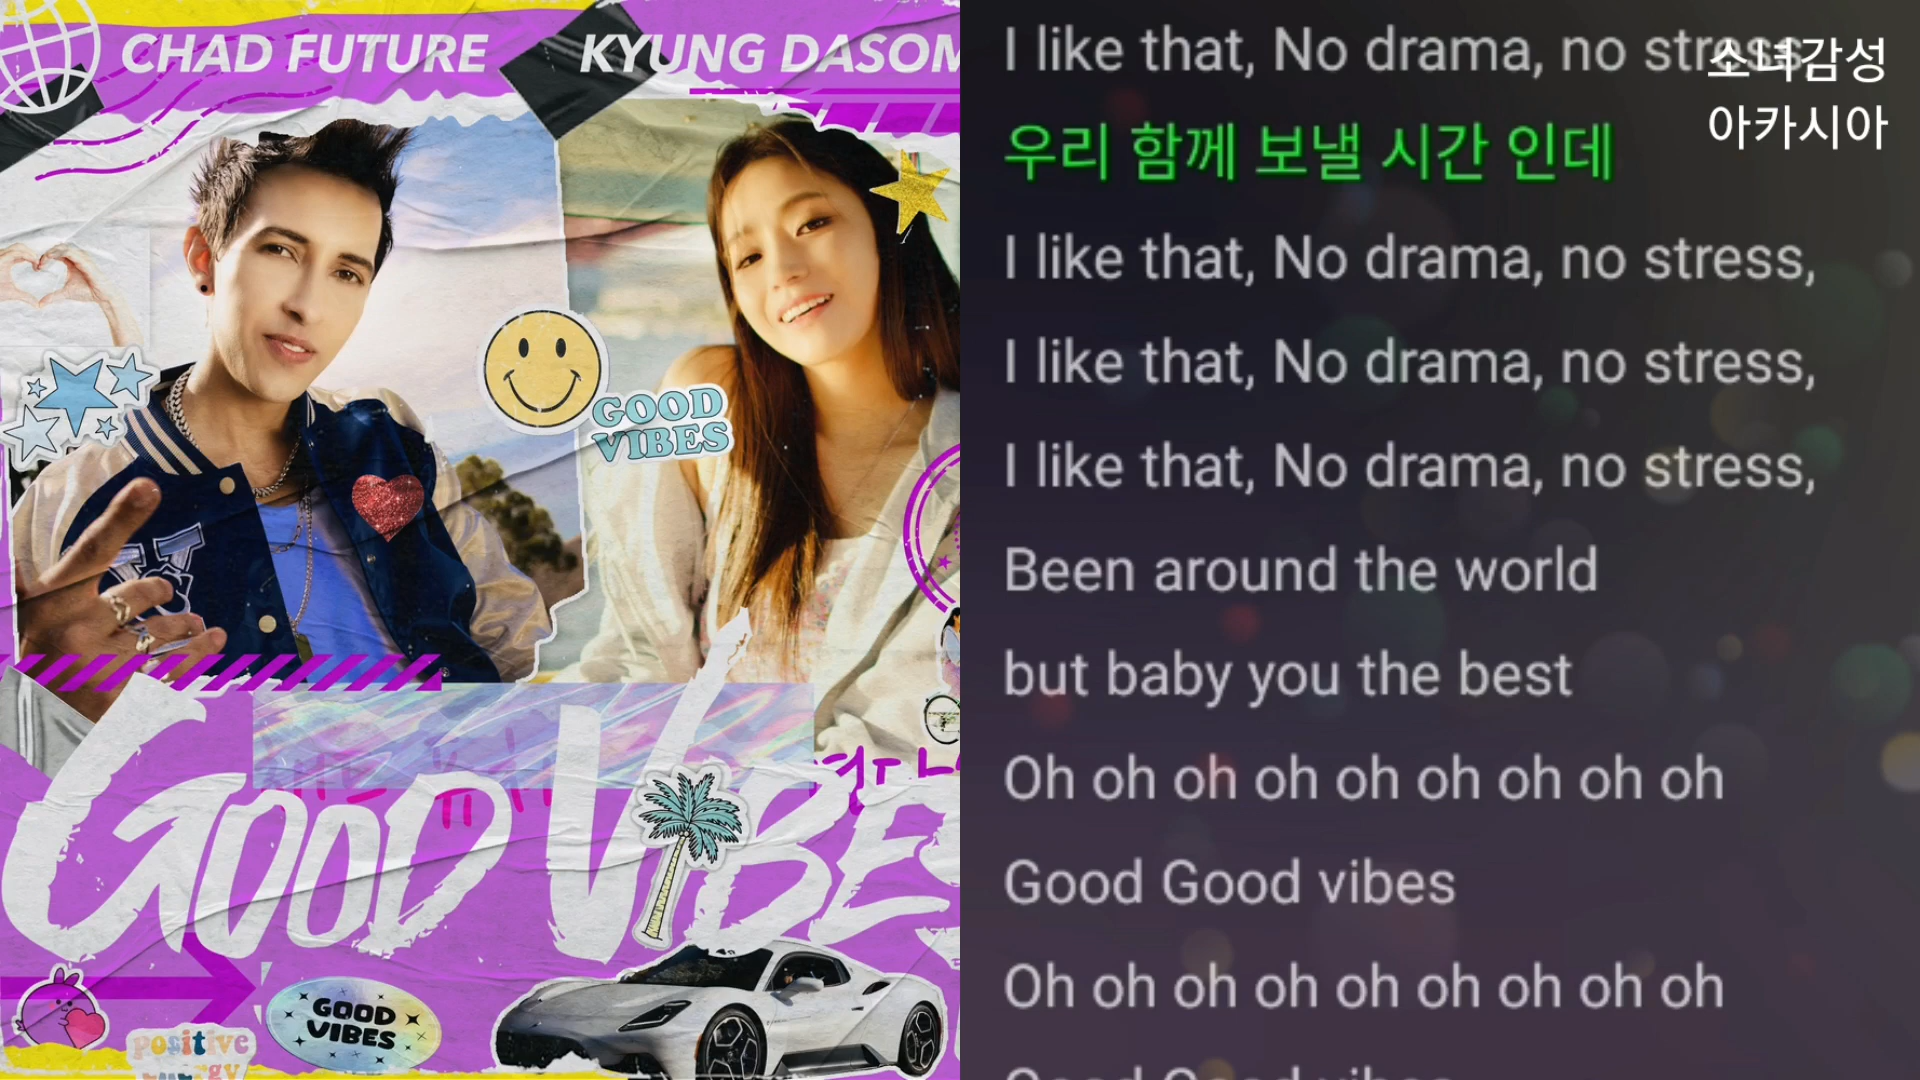 CHAD FUTURE
KYUNG DASOM
GOOD
VIBES
GOOD VIBES
GOOD
VIBES
positive
energy
소녀감성
아카시아
I like that, No drama, no stress
우리 함께 보낼 시간 인데
I like that, No drama, no stress,
I like that, No drama, no stress,
I like that, No drama, no stress,
Been around the world
but baby you the best
Oh oh oh oh oh oh oh oh oh
Good Good vibes
Oh oh oh oh oh oh oh oh oh
Good Good vibes